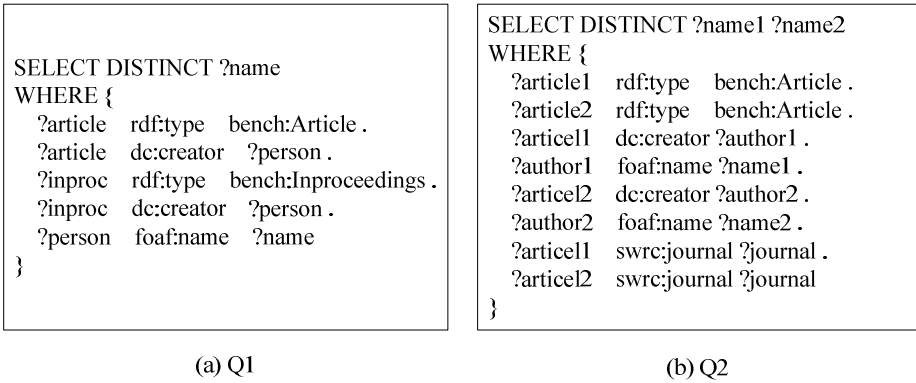 SELECT DISTINCT ?name
WHERE {
?article rdf:type bench:Article .
?article dc:creator ?person .
?inproc rdf:type bench:Inproceedings .
?inproc dc:creator ?person .
?person foaf:name ?name
}
(a) Q1
SELECT DISTINCT ?name1 ?name2
WHERE {
?article1 rdf:type bench:Article .
?article2 rdf:type bench:Article .
?articel1 dc:creator ?author1 .
?author1 foaf:name ?name1 .
?articel2 dc:creator ?author2 .
?author2 foaf:name ?name2 .
?articel1 swrc:journal ?journal .
?articel2 swrc:journal ?journal
}
(b) Q2